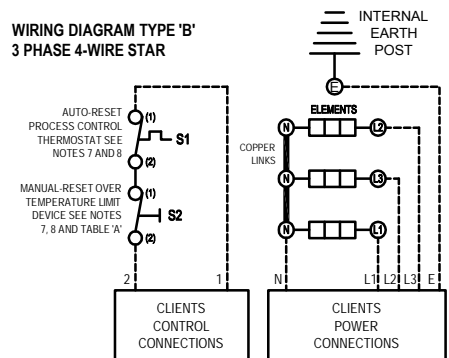 WIRING DIAGRAM TYPE 'B'
3 PHASE 4-WIRE STAR
INTERNAL
EARTH
POST
E
AUTO-RESET
PROCESS CONTROL
THERMOSTAT SEE
NOTES 7 AND 8
(1)
S1
(2)
MANUAL-RESET OVER
TEMPERATURE LIMIT
DEVICE SEE NOTES
7, 8 AND TABLE 'A'
(1)
S2
(2)
ELEMENTS
COPPER
LINKS
N
L2
N
L3
N
L1
2
1
N
L1
L2
L3
E
CLIENTS
CONTROL
CONNECTIONS
CLIENTS
POWER
CONNECTIONS